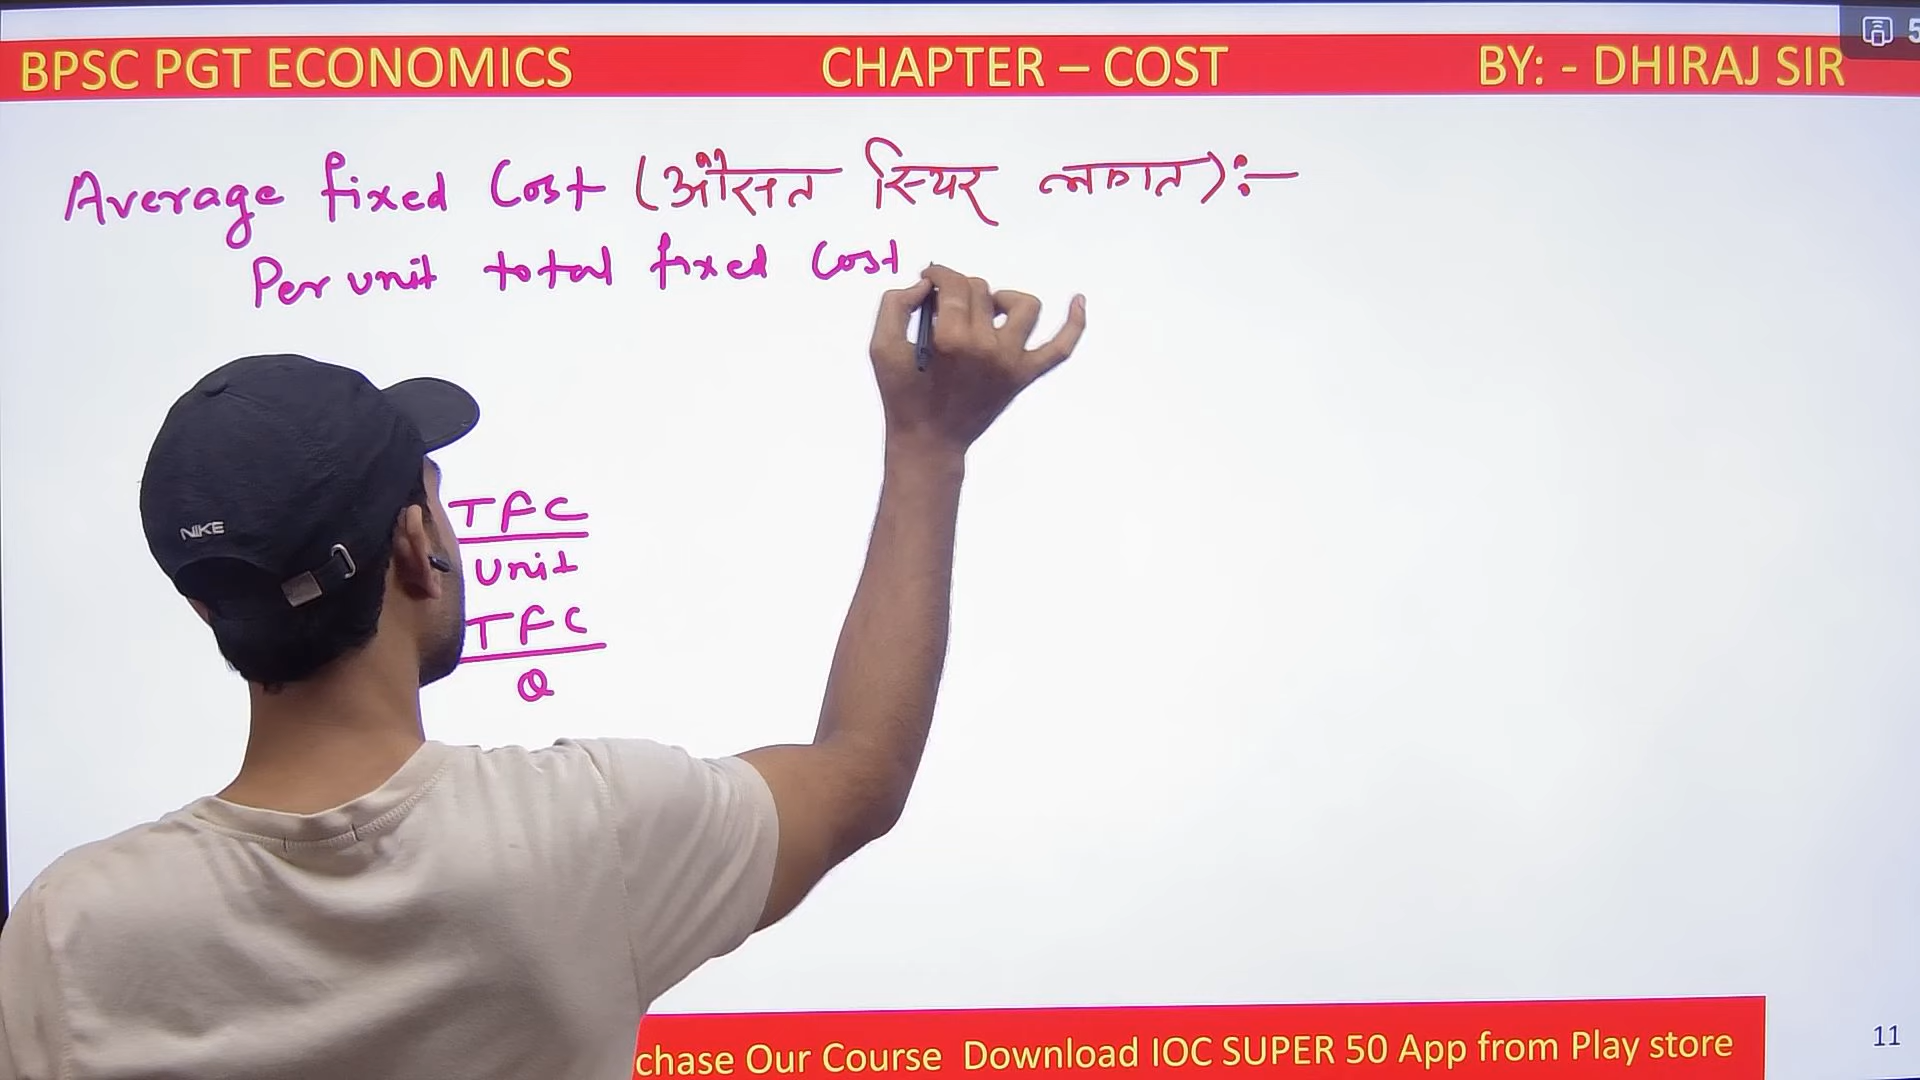 BPSC PGT ECONOMICS CHAPTER – COST BY: - DHIRAJ SIR
5
Average fixed Cost (औसत स्थिर लागत):-
Per unit total fixed Cost
NIKE
TFC
Unit
TFC
Q
chase Our Course Download IOC SUPER 50 App from Play store
11